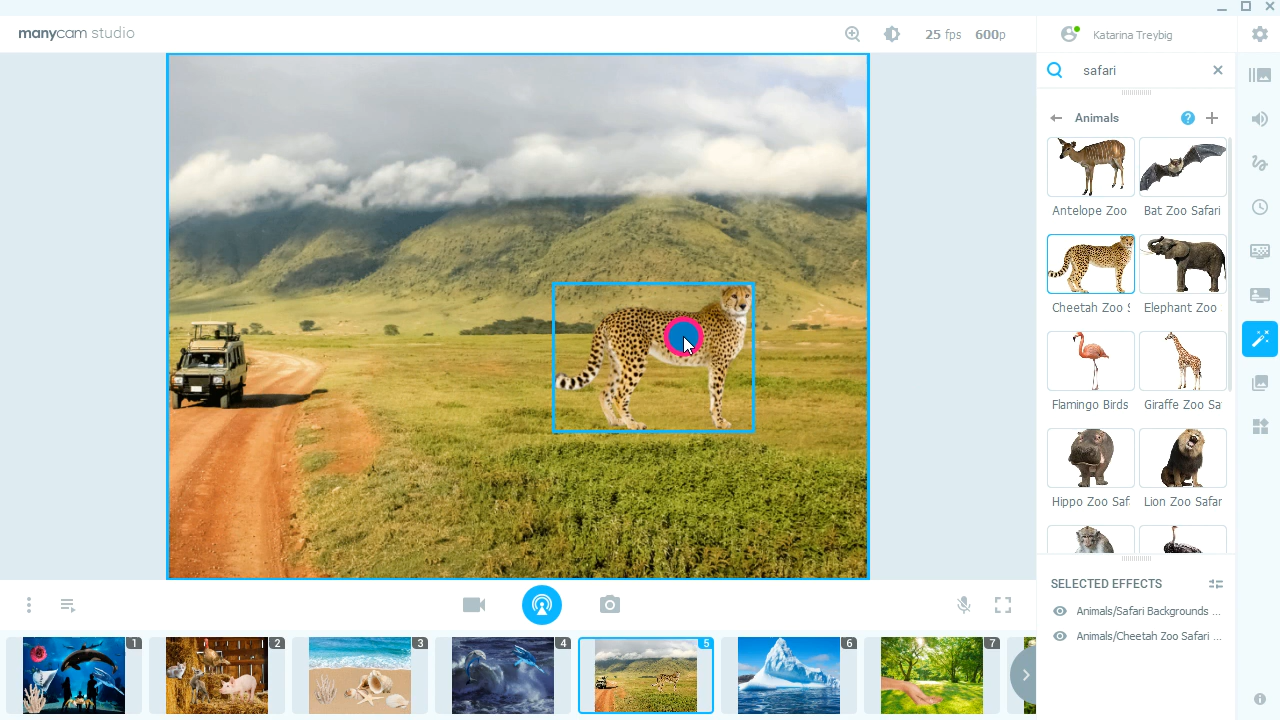 manycam studio
25 fps 600p
Katarina Treybig
safari
Animals
?
Antelope Zoo
Bat Zoo Safari
Cheetah Zoo S
Elephant Zoo
Flamingo Birds
Giraffe Zoo Sa
Hippo Zoo Saf
Lion Zoo Safar
SELECTED EFFECTS
Animals/Safari Backgrounds ...
Animals/Cheetah Zoo Safari ...
1
2
3
4
5
6
7